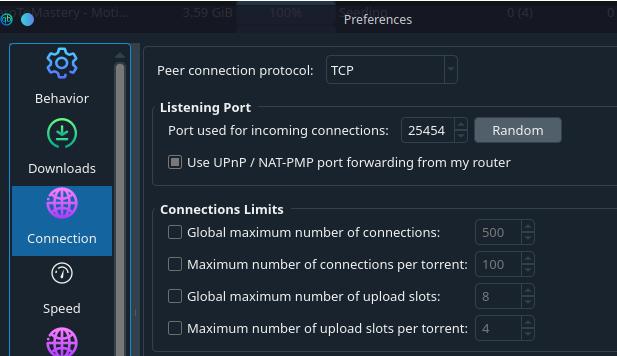 Moti... 3.59 GiB 100% Seeding 0 (4) 0
Preferences
Behavior
Downloads
Connection
Speed
Peer connection protocol: TCP
Listening Port
Port used for incoming connections: 25454 Random
Use UPnP / NAT-PMP port forwarding from my router
Connections Limits
Global maximum number of connections: 500
Maximum number of connections per torrent: 100
Global maximum number of upload slots: 8
Maximum number of upload slots per torrent: 4